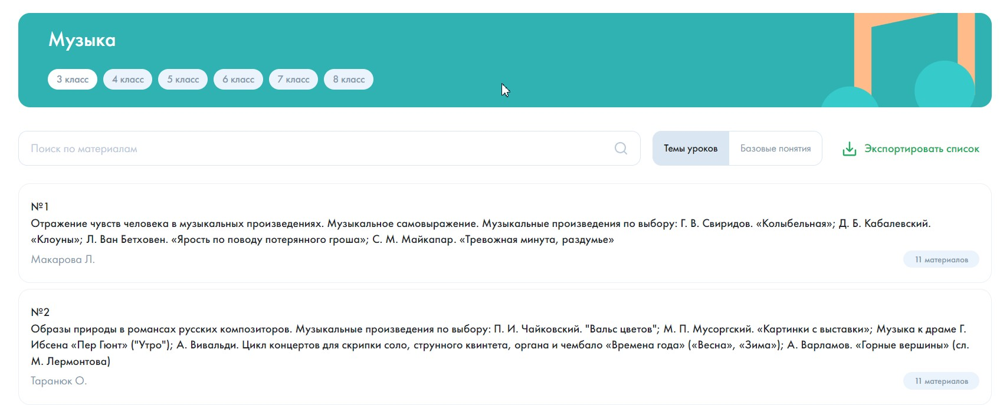 Музыка
3 класс 4 класс 5 класс 6 класс 7 класс 8 класс
Поиск по материалам Темы уроков Базовые понятия Экспортировать список
№1
Отражение чувств человека в музыкальных произведениях. Музыкальное самовыражение. Музыкальные произведения по выбору: Г. В. Свиридов. «Колыбельная»; Д. Б. Кабалевский.
«Клоуны»; Л. Ван Бетховен. «Ярость по поводу потерянного гроша»; С. М. Майкапар. «Тревожная минута, раздумье»
Макарова Л. 11 материалов
№2
Образы природы в романсах русских композиторов. Музыкальные произведения по выбору: П. И. Чайковский. "Вальс цветов"; М. П. Мусоргский. «Картинки с выставки»; Музыка к драме Г.
Ибсена «Пер Гюнт» ("Утро"); А. Вивальди. Цикл концертов для скрипки соло, струнного квинтета, органа и чембало «Времена года» («Весна», «Зима»); А. Варламов. «Горные вершины» (сл.
М. Лермонтова)
Таранюк О. 11 материалов